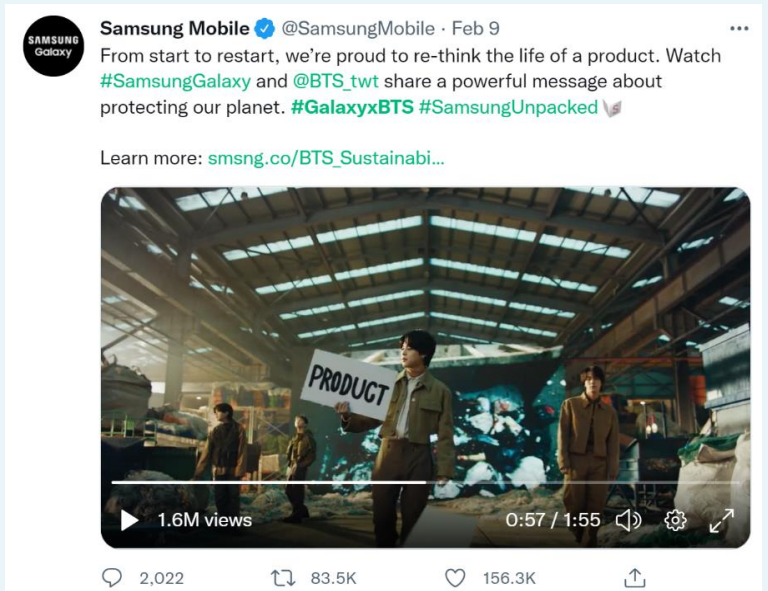 SAMSUNG
Galaxy
Samsung Mobile @SamsungMobile · Feb 9
From start to restart, we're proud to re-think the life of a product. Watch
#SamsungGalaxy and @BTS_twt share a powerful message about
protecting our planet. #GalaxyxBTS #SamsungUnpacked
Learn more: smsng.co/BTS_Sustainabi...
PRODUCT
1.6M views 0:57 / 1:55
2,022 83.5K 156.3K